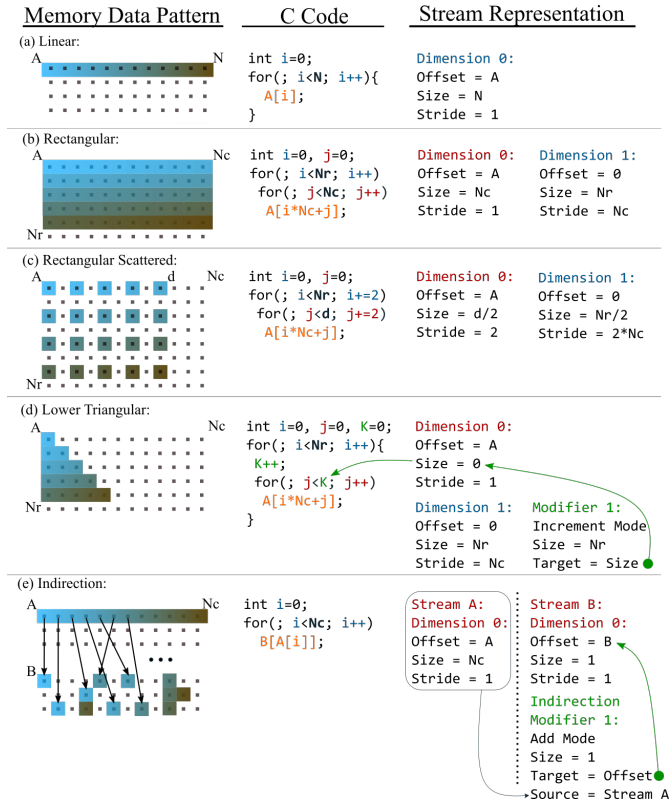 Memory Data Pattern C Code Stream Representation
(a) Linear:
A N
int i=0;
for(; i<N; i++){
A[i];
}
Dimension 0:
Offset = A
Size = N
Stride = 1
(b) Rectangular:
A Nc
Nr
int i=0, j=0;
for(; i<Nr; i++)
for(; j<Nc; j++)
A[i*Nc+j];
Dimension 0:
Offset = A
Size = Nc
Stride = 1
Dimension 1:
Offset = 0
Size = Nr
Stride = Nc
(c) Rectangular Scattered:
A d Nc
Nr
int i=0, j=0;
for(; i<Nr; i+=2)
for(; j<d; j+=2)
A[i*Nc+j];
Dimension 0:
Offset = A
Size = d/2
Stride = 2
Dimension 1:
Offset = 0
Size = Nr/2
Stride = 2*Nc
(d) Lower Triangular:
A Nc
Nr
int i=0, j=0, K=0;
for(; i<Nr; i++){
K++;
for(; j<K; j++)
A[i*Nc+j];
}
Dimension 0:
Offset = A
Size = 0
Stride = 1
Dimension 1:
Offset = 0
Size = Nr
Stride = Nc
Modifier 1:
Increment Mode
Size = Nr
Target = Size
(e) Indirection:
A Nc
B
int i=0;
for(; i<Nc; i++)
B[A[i]];
Stream A:
Dimension 0:
Offset = A
Size = Nc
Stride = 1
Stream B:
Dimension 0:
Offset = B
Size = 1
Stride = 1
Indirection
Modifier 1:
Add Mode
Size = 1
Target = Offset
Source = Stream A